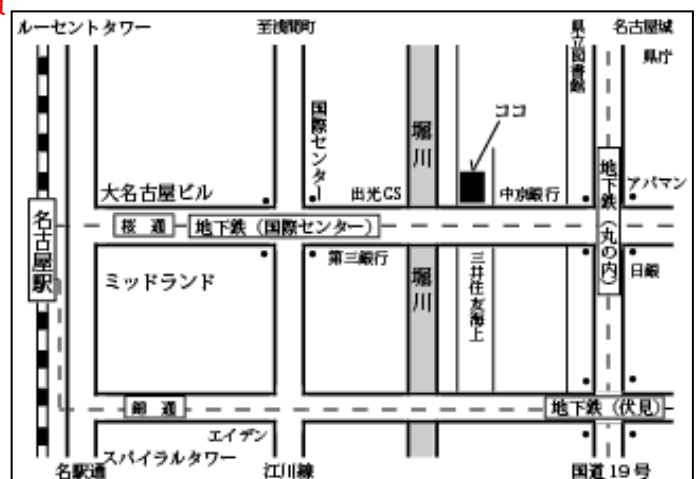 ルーセントタワー
至浅間町
県立図書館
名古屋城
県庁
国際センター
堀川
ココ
大名古屋ビル
出光CS
中京銀行
地下鉄(丸の内)
アパマン
名古屋駅
桜通
地下鉄(国際センター)
ミッドランド
第三銀行
堀川
三井住友海上
日銀
錦通
地下鉄(伏見)
エイデン
スパイラルタワー
名駅通
江川線
国道19号